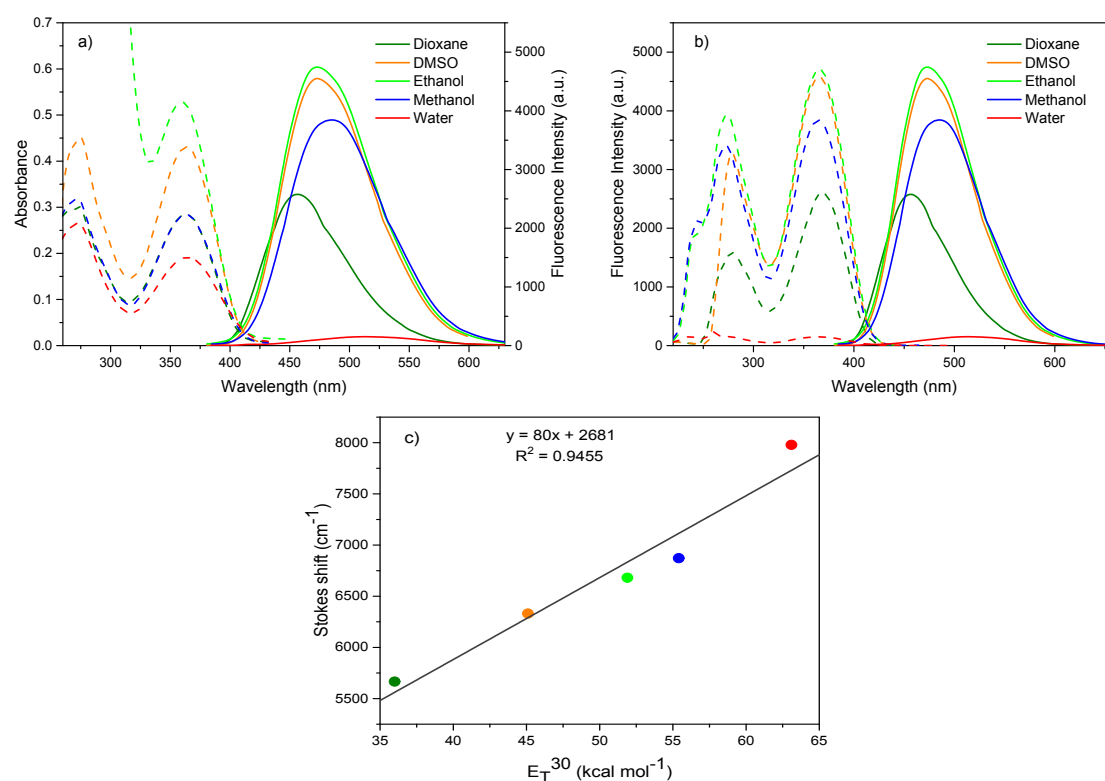 a)
Dioxane
DMSO
Ethanol
Methanol
Water
0.7
0.6
0.5
0.4
0.3
0.2
0.1
0.0
Absorbance
300 350 400 450 500 550 600
Wavelength (nm)
5000
4000
3000
2000
1000
0
Fluorescence Intensity (a.u.)
b)
Dioxane
DMSO
Ethanol
Methanol
Water
5000
4000
3000
2000
1000
0
Fluorescence Intensity (a.u.)
300 400 500 600
Wavelength (nm)
c)
y = 80x + 2681
R² = 0.9455
8000
7500
7000
6500
6000
5500
Stokes shift (cm⁻¹)
35 40 45 50 55 60 65
E_T³⁰ (kcal mol⁻¹)